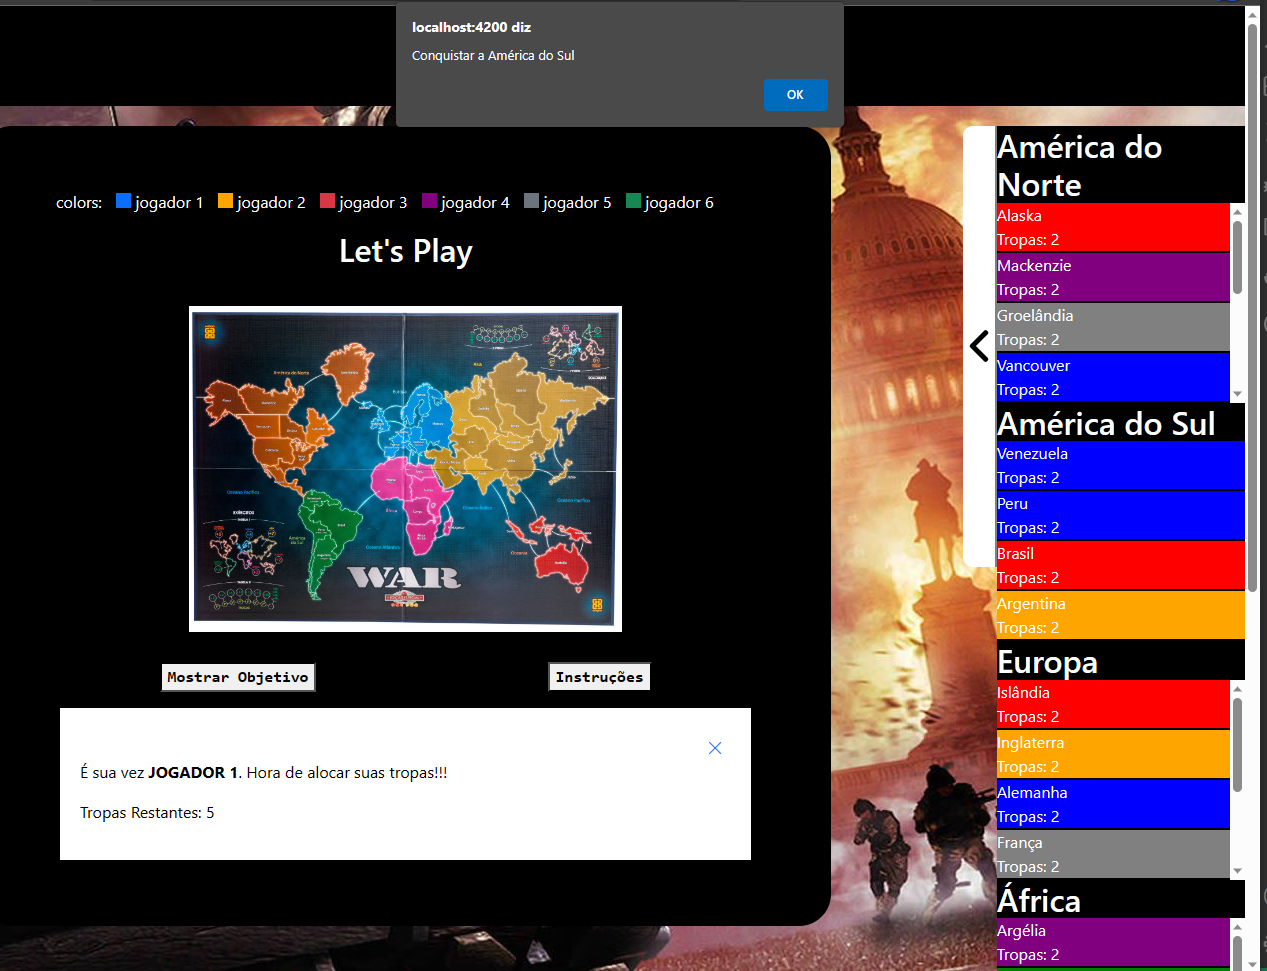 localhost:4200 diz
Conquistar a América do Sul
OK
colors: jogador 1 jogador 2 jogador 3 jogador 4 jogador 5 jogador 6
Let's Play
WAR
Mostrar Objetivo
Instruções
É sua vez JOGADOR 1. Hora de alocar suas tropas!!!
Tropas Restantes: 5
América do
Norte
Alaska
Tropas: 2
Mackenzie
Tropas: 2
Groelândia
Tropas: 2
Vancouver
Tropas: 2
América do Sul
Venezuela
Tropas: 2
Peru
Tropas: 2
Brasil
Tropas: 2
Argentina
Tropas: 2
Europa
Islândia
Tropas: 2
Inglaterra
Tropas: 2
Alemanha
Tropas: 2
França
Tropas: 2
África
Argélia
Tropas: 2